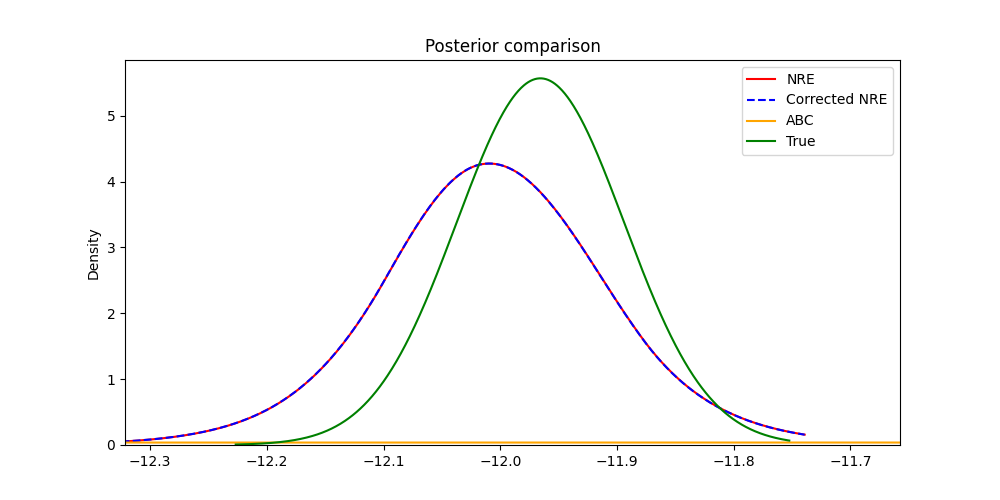 Posterior comparison
NRE
Corrected NRE
ABC
True
Density
5
4
3
2
1
0
−12.3 −12.2 −12.1 −12.0 −11.9 −11.8 −11.7